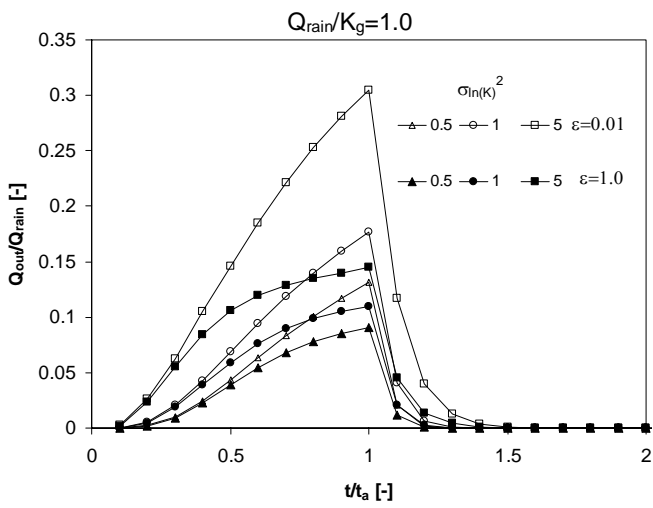 Qrain/Kg=1.0
0.35
0.3
0.25
0.2
0.15
0.1
0.05
0
Qout/Qrain [-]
σln(K)²
0.5 1 5 ε=0.01
0.5 1 5 ε=1.0
0 0.5 1 1.5 2
t/ta [-]